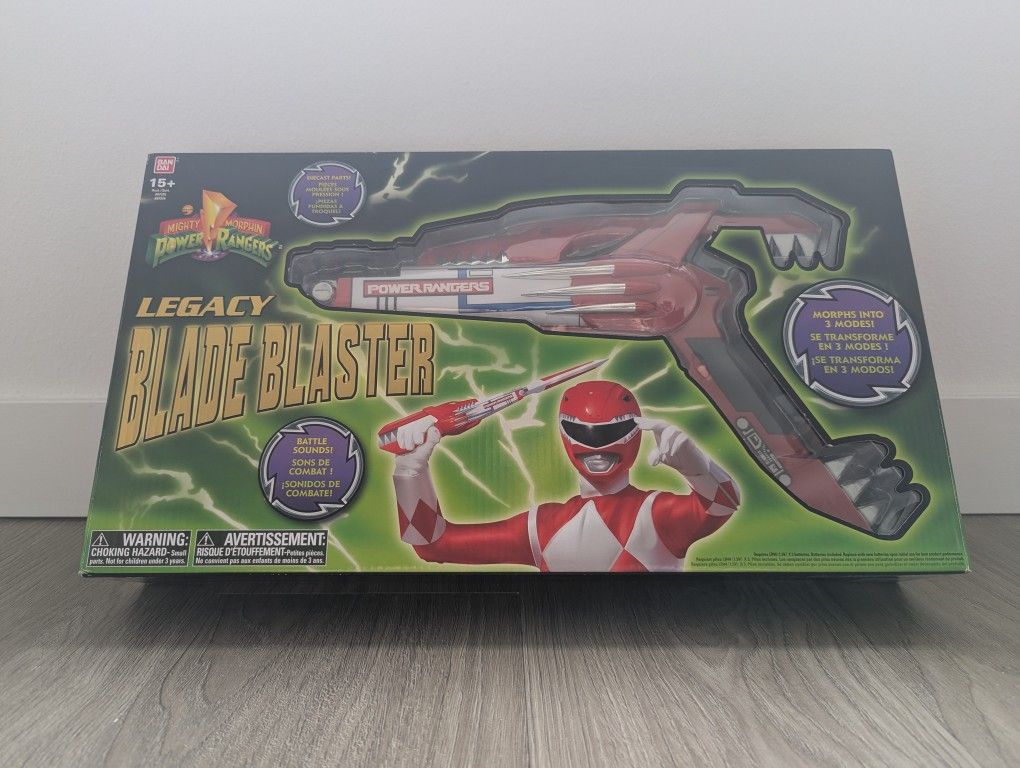 BAN
DAI
15+
MIGHTY MORPHIN
POWER RANGERS
DIECAST PARTS!
PIÈCES
MOULÉES SOUS
PRESSION !
¡PIEZAS
FUNDIDAS A
TROQUEL!
LEGACY
BLADE BLASTER
POWER RANGERS
MORPHS INTO
3 MODES!
SE TRANSFORME
EN 3 MODES !
¡SE TRANSFORMA
EN 3 MODOS!
BATTLE
SOUNDS!
SONS DE
COMBAT !
¡SONIDOS DE
COMBATE!
WARNING:
CHOKING HAZARD-Small
parts. Not for children under 3 years.
AVERTISSEMENT:
RISQUE D'ÉTOUFFEMENT-Petites pièces.
Ne convient pas aux enfants de moins de 3 ans.